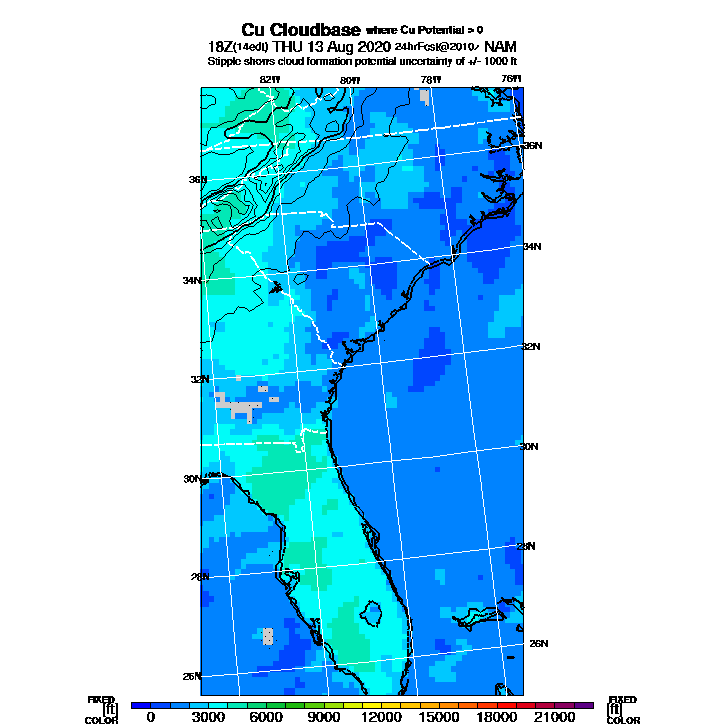 Cu Cloudbase where Cu Potential > 0
18Z(14edt) THU 13 Aug 2020 24hrFcst@2010z NAM
Stipple shows cloud formation potential uncertainty of +/- 1000 ft
82W 80W 78W 76W
36N
36N
34N
34N
32N
32N
30N
30N
28N
28N
26N
26N
FIXED
[ft]
COLOR
0 3000 6000 9000 12000 15000 18000 21000
FIXED
[ft]
COLOR